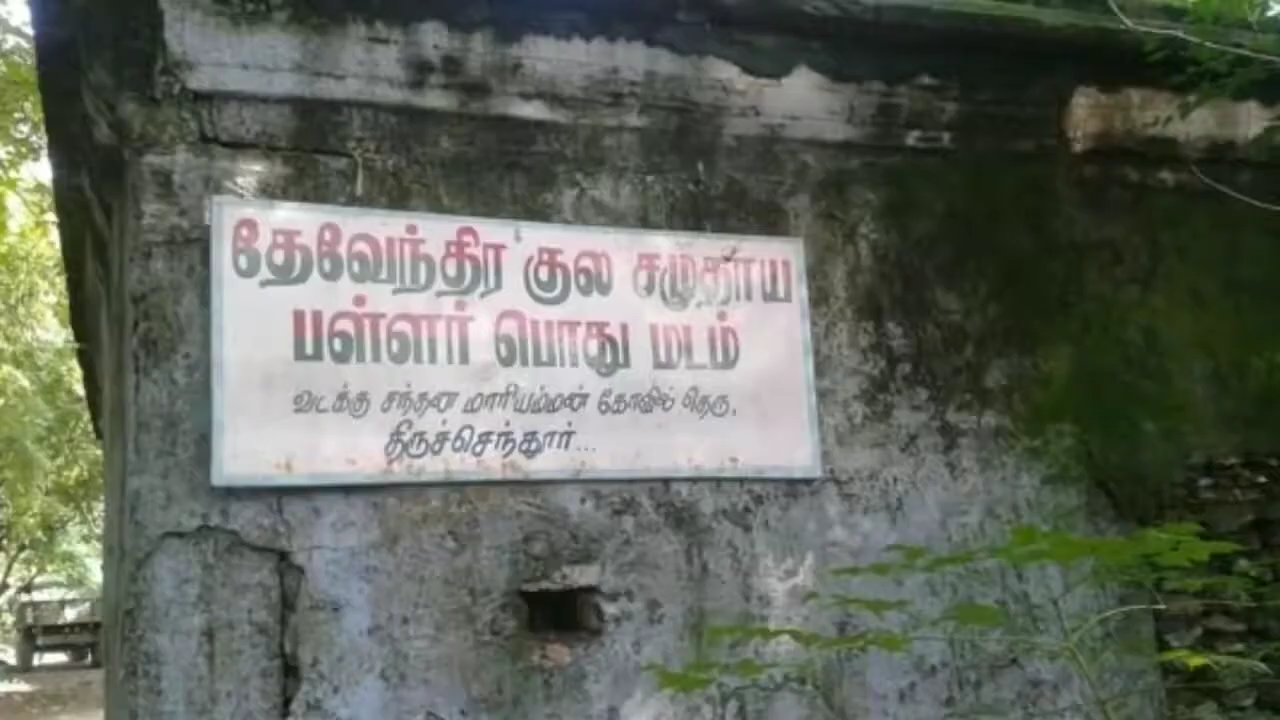 தேவேந்திர குல சமுதாய
பள்ளர் பொது மடம்
வடக்கு சந்தன மாரியம்மன் கோவில் தெரு,
திருச்செந்தூர்...